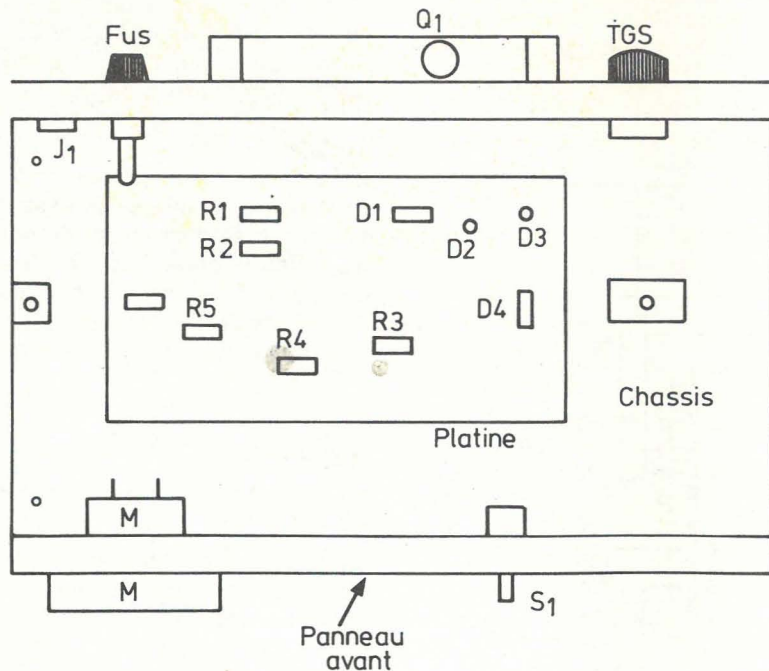 Fus
Q1
TGS
J1
R1
D1
R2
D2
D3
R5
R4
R3
D4
Chassis
Platine
M
M
S1
Panneau
avant